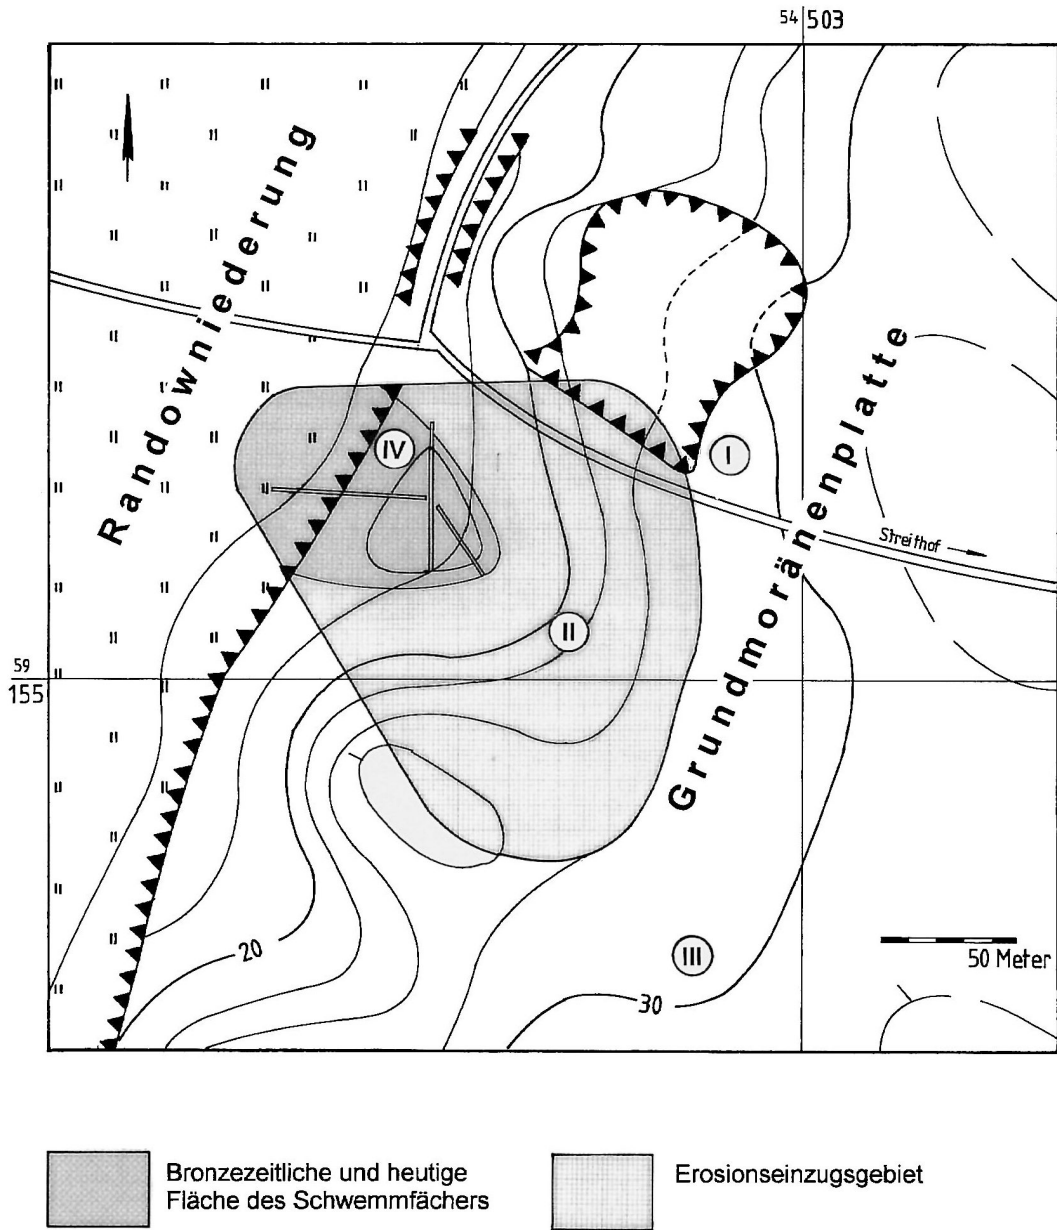 54 503
Randowniederung
Grundmoränenplatte
IV
I
Streithof
II
59
155
20
III
50 Meter
30
Bronzezeitliche und heutige
Fläche des Schwemmfächers
Erosionseinzugsgebiet